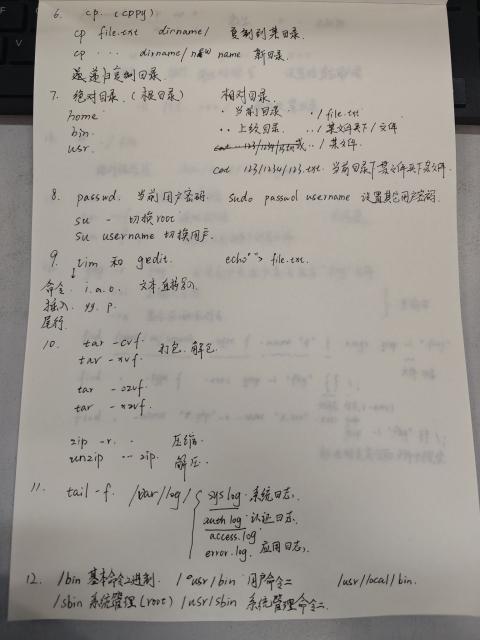 6. cp. (copy)
cp file.txt dirname/ 复制到某目录.
cp ... dirname/new name 新目录.
递归复制目录
7. 绝对目录. (根目录) 相对目录.
home . 当前目录 ./file.txt
bin. .. 上级目录. ../某文件夹下/文件
usr. ./某文件.
cat 123/1234/123.txt. 当前目录下某文件夹下某文件.
8. passwd. 当前用户密码. sudo passwd username 设置其他用户密码.
su - 切换root
su username 切换用户.
9. vim 和 gedit. echo" "> file.txt.
命令. i.a.o. 文本.
插入. yy. p.
尾行.
10. tar -cvf. 打包. 解包.
tar -xvf.
tar -czvf.
tar -xzvf.
zip -r. . 压缩.
unzip ... zip. 解压.
11. tail -f. /var/log/ syslog. 系统日志.
auth log. 认证日志.
access.log.
error.log. 应用日志.
12. /bin 基本命令二进制. /usr/bin 用户命令二 /usr/local/bin.
/sbin 系统管理(root) /usr/sbin 系统管理命令二.